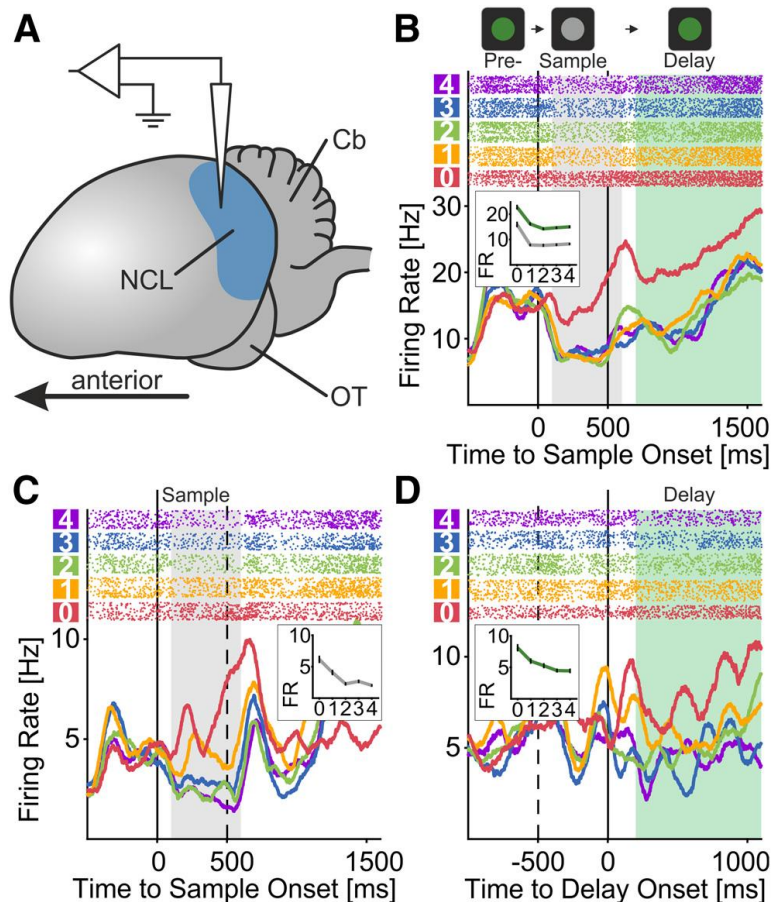 A
Cb
NCL
OT
anterior
B
Pre- Sample Delay
4
3
2
1
0
Firing Rate [Hz]
30
20
10
20
10
FR
0 1 2 3 4
0 500 1500
Time to Sample Onset [ms]
C
Sample
4
3
2
1
0
Firing Rate [Hz]
10
5
10
5
FR
0 1 2 3 4
0 500 1500
Time to Sample Onset [ms]
D
Delay
4
3
2
1
0
10
5
10
5
FR
0 1 2 3 4
-500 0 1000
Time to Delay Onset [ms]